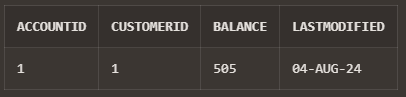 ACCOUNTID CUSTOMERID BALANCE LASTMODIFIED
1 1 505 04-AUG-24